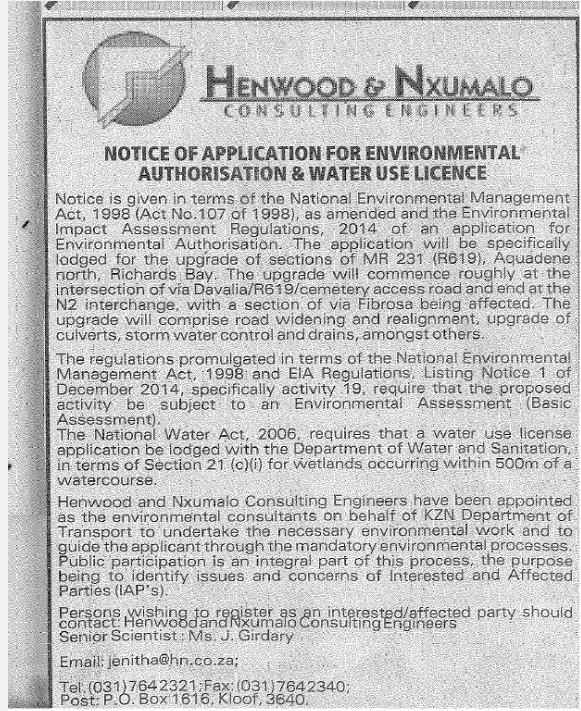 HENWOOD & NXUMALO
CONSULTING ENGINEERS
NOTICE OF APPLICATION FOR ENVIRONMENTAL
AUTHORISATION & WATER USE LICENCE
Notice is given in terms of the National Environmental Management
Act, 1998 (Act No.107 of 1998), as amended and the Environmental
Impact Assessment Regulations, 2014 of an application for
Environmental Authorisation. The application will be specifically
lodged for the upgrade of sections of MR 231 (R619), Aquadene
north, Richards Bay. The upgrade will commence roughly at the
intersection of via Davalia/R619/cemetery access road and end at the
N2 interchange, with a section of via Fibrosa being affected. The
upgrade will comprise road widening and realignment, upgrade of
culverts, storm water control and drains, amongst others.
The regulations promulgated in terms of the National Environmental
Management Act, 1998 and EIA Regulations, Listing Notice 1 of
December 2014, specifically activity 19, require that the proposed
activity be subject to an Environmental Assessment (Basic
Assessment).
The National Water Act, 2006, requires that a water use license
application be lodged with the Department of Water and Sanitation,
in terms of Section 21 (c)(i) for wetlands occurring within 500m of a
watercourse.
Henwood and Nxumalo Consulting Engineers have been appointed
as the environmental consultants on behalf of KZN Department of
Transport to undertake the necessary environmental work and to
guide the applicant through the mandatory environmental processes.
Public participation is an integral part of this process, the purpose
being to identify issues and concerns of Interested and Affected
Parties (IAP's).
Persons wishing to register as an interested/affected party should
contact: Henwood and Nxumalo Consulting Engineers
Senior Scientist : Ms. J. Girdary
Email: jenitha@hn.co.za;
Tel: (031)7642321;Fax: (031)7642340;
Post: P.O. Box 1616, Kloof, 3640.